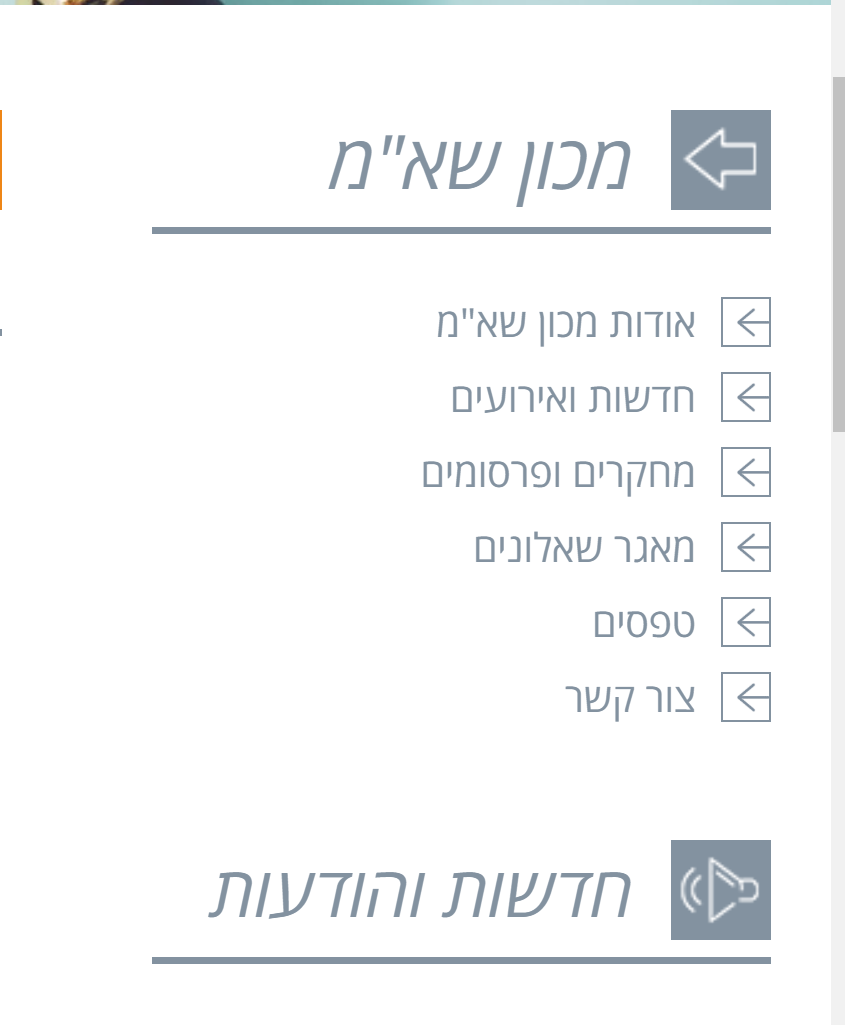 מכון שא"מ
אודות מכון שא"מ
חדשות ואירועים
מחקרים ופרסומים
מאגר שאלונים
טפסים
צור קשר
חדשות והודעות